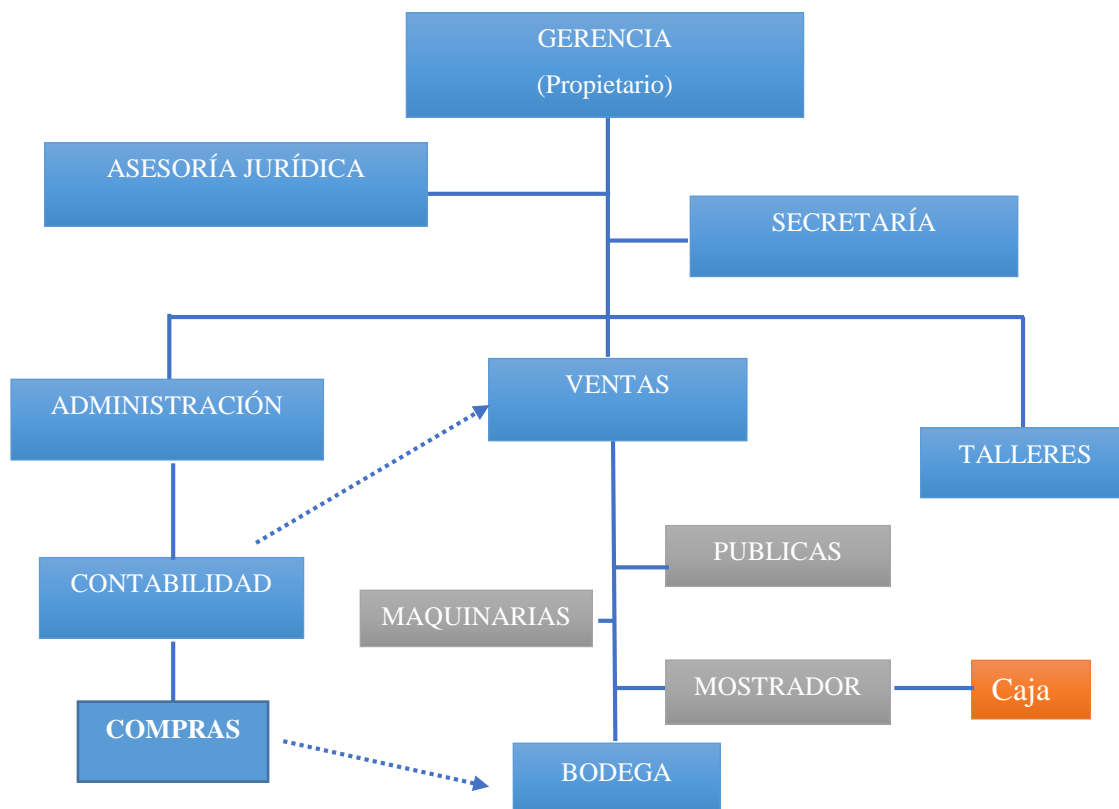 GERENCIA
(Propietario)
ASESORÍA JURÍDICA
SECRETARÍA
ADMINISTRACIÓN
VENTAS
TALLERES
CONTABILIDAD
PUBLICAS
MAQUINARIAS
MOSTRADOR
Caja
COMPRAS
BODEGA